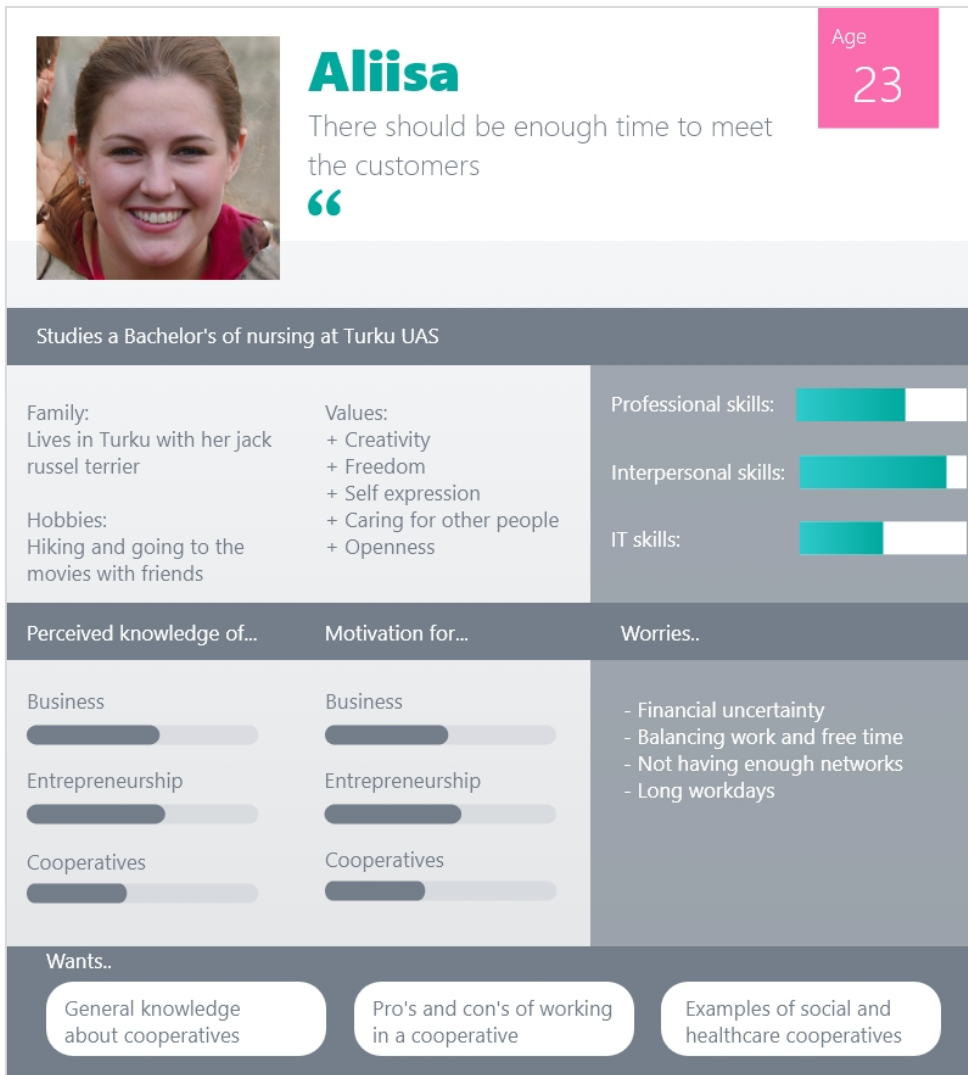 Aliisa
There should be enough time to meet
the customers
“
Age
23
Studies a Bachelor's of nursing at Turku UAS
Family:
Lives in Turku with her jack
russel terrier
Hobbies:
Hiking and going to the
movies with friends
Values:
+ Creativity
+ Freedom
+ Self expression
+ Caring for other people
+ Openness
Professional skills:
Interpersonal skills:
IT skills:
Perceived knowledge of...
Business
Entrepreneurship
Cooperatives
Motivation for...
Business
Entrepreneurship
Cooperatives
Worries..
- Financial uncertainty
- Balancing work and free time
- Not having enough networks
- Long workdays
Wants..
General knowledge
about cooperatives
Pro's and con's of working
in a cooperative
Examples of social and
healthcare cooperatives